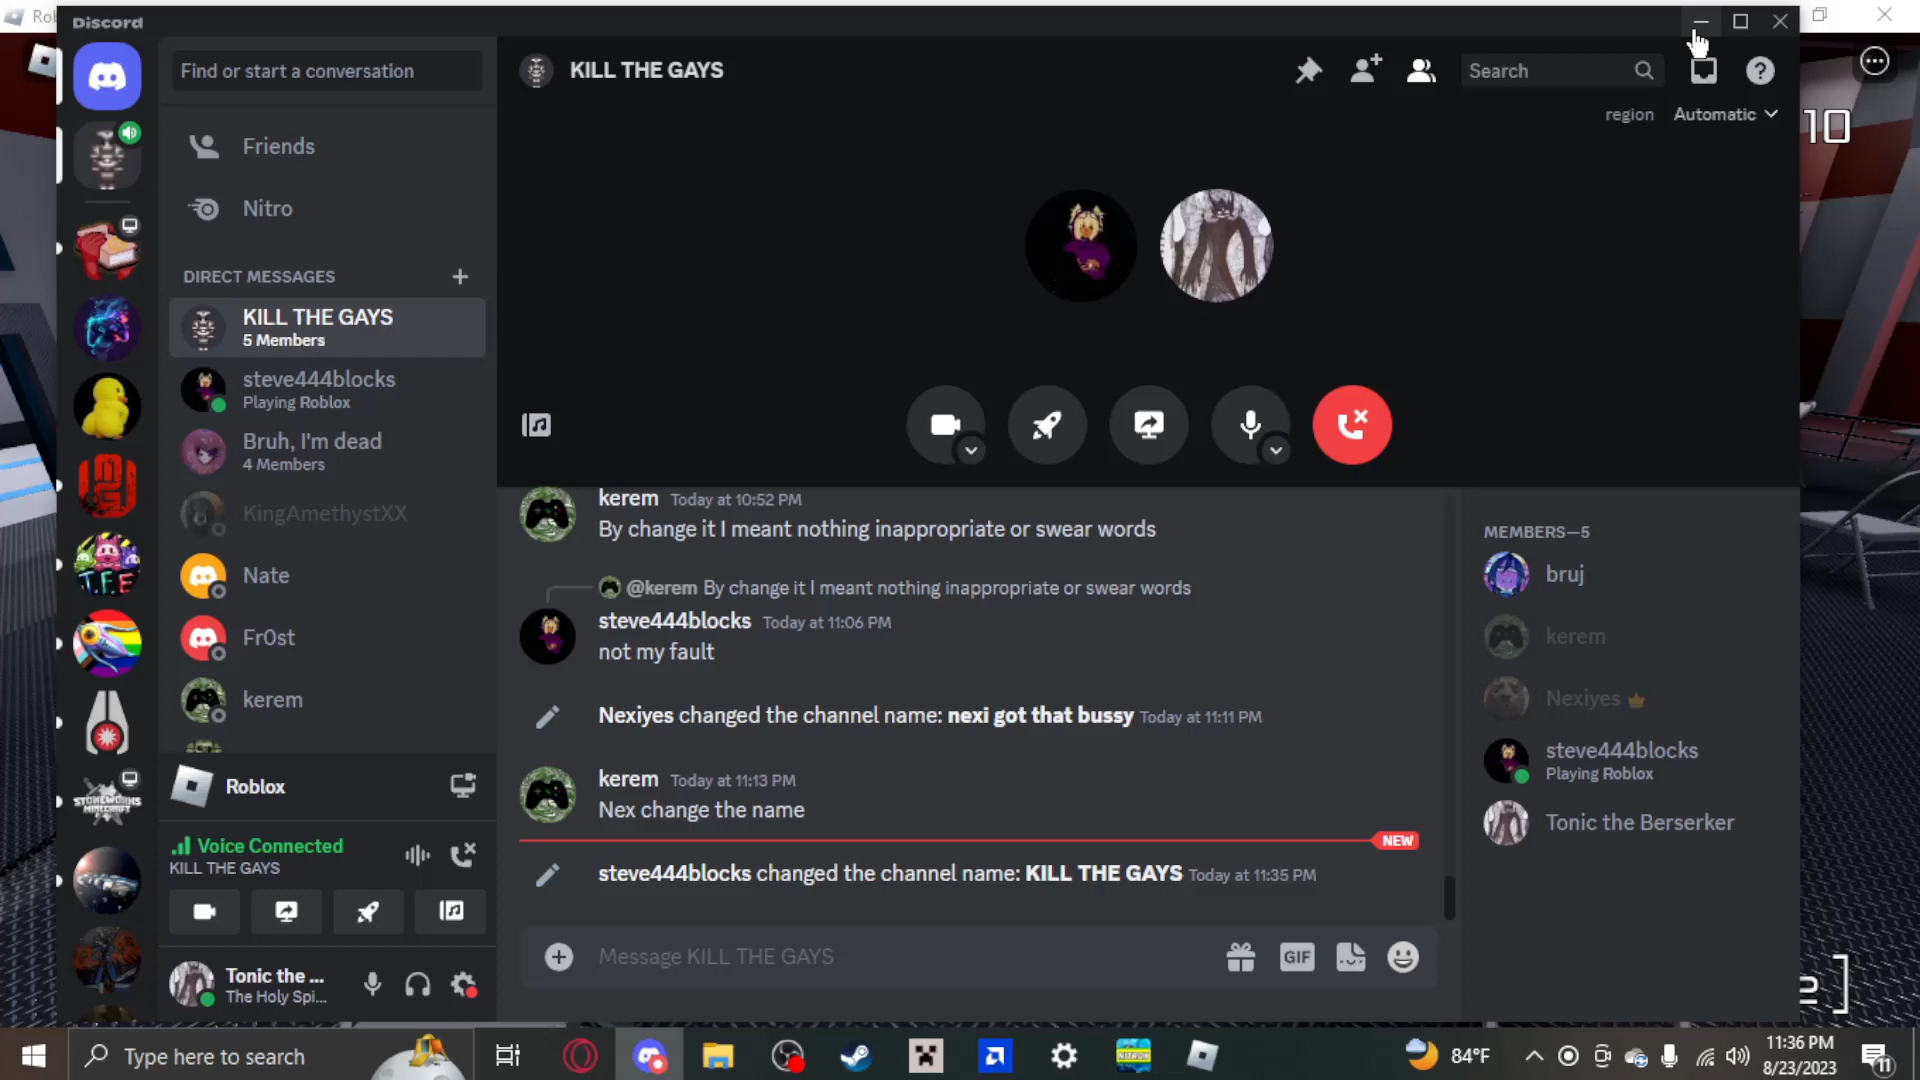 Rob
Discord
Find or start a conversation
KILL THE GAYS
Search
region Automatic
10
Friends
Nitro
DIRECT MESSAGES
KILL THE GAYS
5 Members
steve444blocks
Playing Roblox
Bruh, I'm dead
4 Members
KingAmethystXX
Nate
Fr0st
kerem
Roblox
Voice Connected
KILL THE GAYS
Tonic the ...
The Holy Spi...
kerem Today at 10:52 PM
By change it I meant nothing inappropriate or swear words
@kerem By change it I meant nothing inappropriate or swear words
steve444blocks Today at 11:06 PM
not my fault
Nexiyes changed the channel name: nexi got that bussy Today at 11:11 PM
kerem Today at 11:13 PM
Nex change the name
NEW
steve444blocks changed the channel name: KILL THE GAYS Today at 11:35 PM
Message KILL THE GAYS
GIF
MEMBERS—5
bruj
kerem
Nexiyes
steve444blocks
Playing Roblox
Tonic the Berserker
T.F.E
STONEWORKS
MINECRAFT
Type here to search
NITRON
84°F
11:36 PM
8/23/2023
11